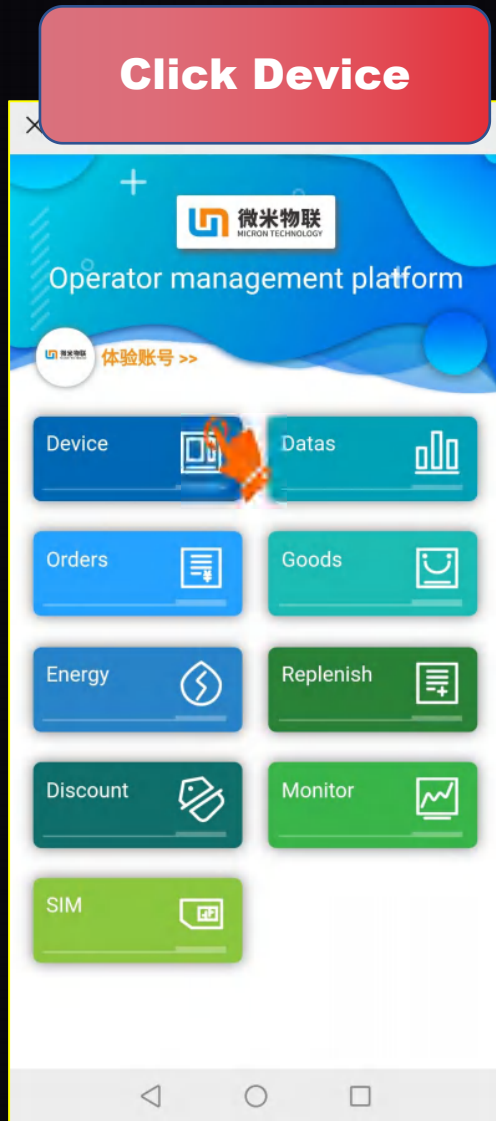 Click Device
微米物联
MICRON TECHNOLOGY
Operator management platform
体验账号 >>
Device
Datas
Orders
Goods
Energy
Replenish
Discount
Monitor
SIM